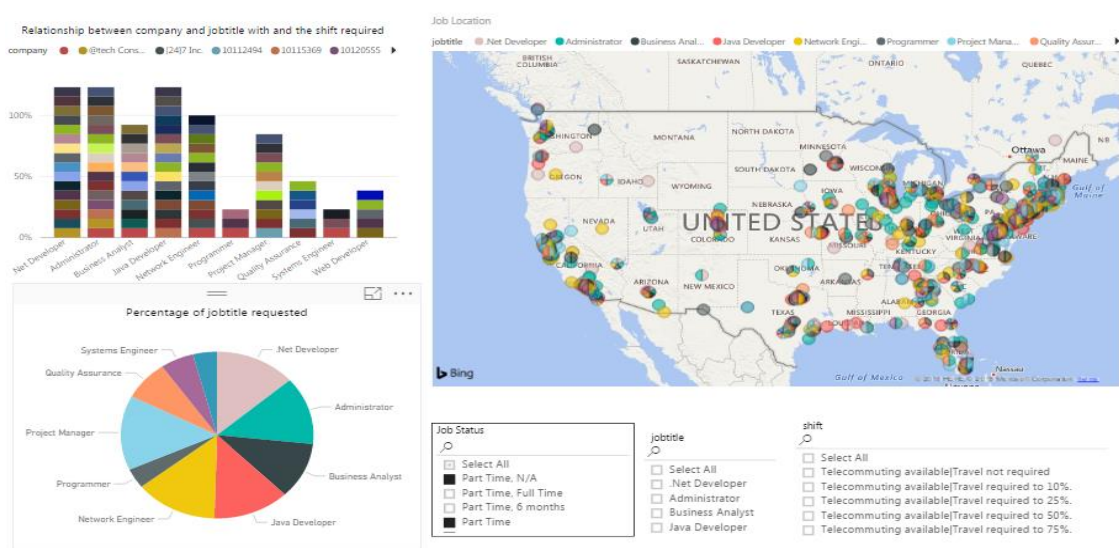 Relationship between company and jobtitle with and the shift required
company @tech Cons... [24]7 Inc. 10112494 10115369 10120555
100%
50%
0%
Net Developer
Administrator
Business Analyst
Java Developer
Network Engineer
Programmer
Project Manager
Quality Assurance
Systems Engineer
Web Developer
Percentage of jobtitle requested
Systems Engineer
.Net Developer
Quality Assurance
Administrator
Project Manager
Business Analyst
Programmer
Network Engineer
Java Developer
Job Location
jobtitle .Net Developer Administrator Business Anal... Java Developer Network Engi... Programmer Project Mana... Quality Assur...
BRITISH
COLUMBIA
SASKATCHEWAN
ONTARIO
QUEBEC
NB
WASHINGTON
MONTANA
NORTH DAKOTA
MINNESOTA
Ottawa
MAINE
OREGON
IDAHO
SOUTH DAKOTA
WISCON
MICHIGAN
Gulf of
Maine
WYOMING
IOWA
NEBRASKA
NEVADA
UTAH
UNITED STATES
COLORADO
KANSAS
MISSOURI
KENTUCKY
VIRGINIA
CALIFORNIA
OKLAHOMA
TENN
ARIZONA
NEW MEXICO
ARKANSAS
TEXAS
MISSISSIPPI
ALABAMA
GEORGIA
Bing
Gulf of Mexico
Nassau
MEXICO
Microsoft Corporation
Job Status
Select All
Part Time, N/A
Part Time, Full Time
Part Time, 6 months
Part Time
jobtitle
Select All
.Net Developer
Administrator
Business Analyst
Java Developer
shift
Select All
Telecommuting available|Travel not required
Telecommuting available|Travel required to 10%.
Telecommuting available|Travel required to 25%.
Telecommuting available|Travel required to 50%.
Telecommuting available|Travel required to 75%.